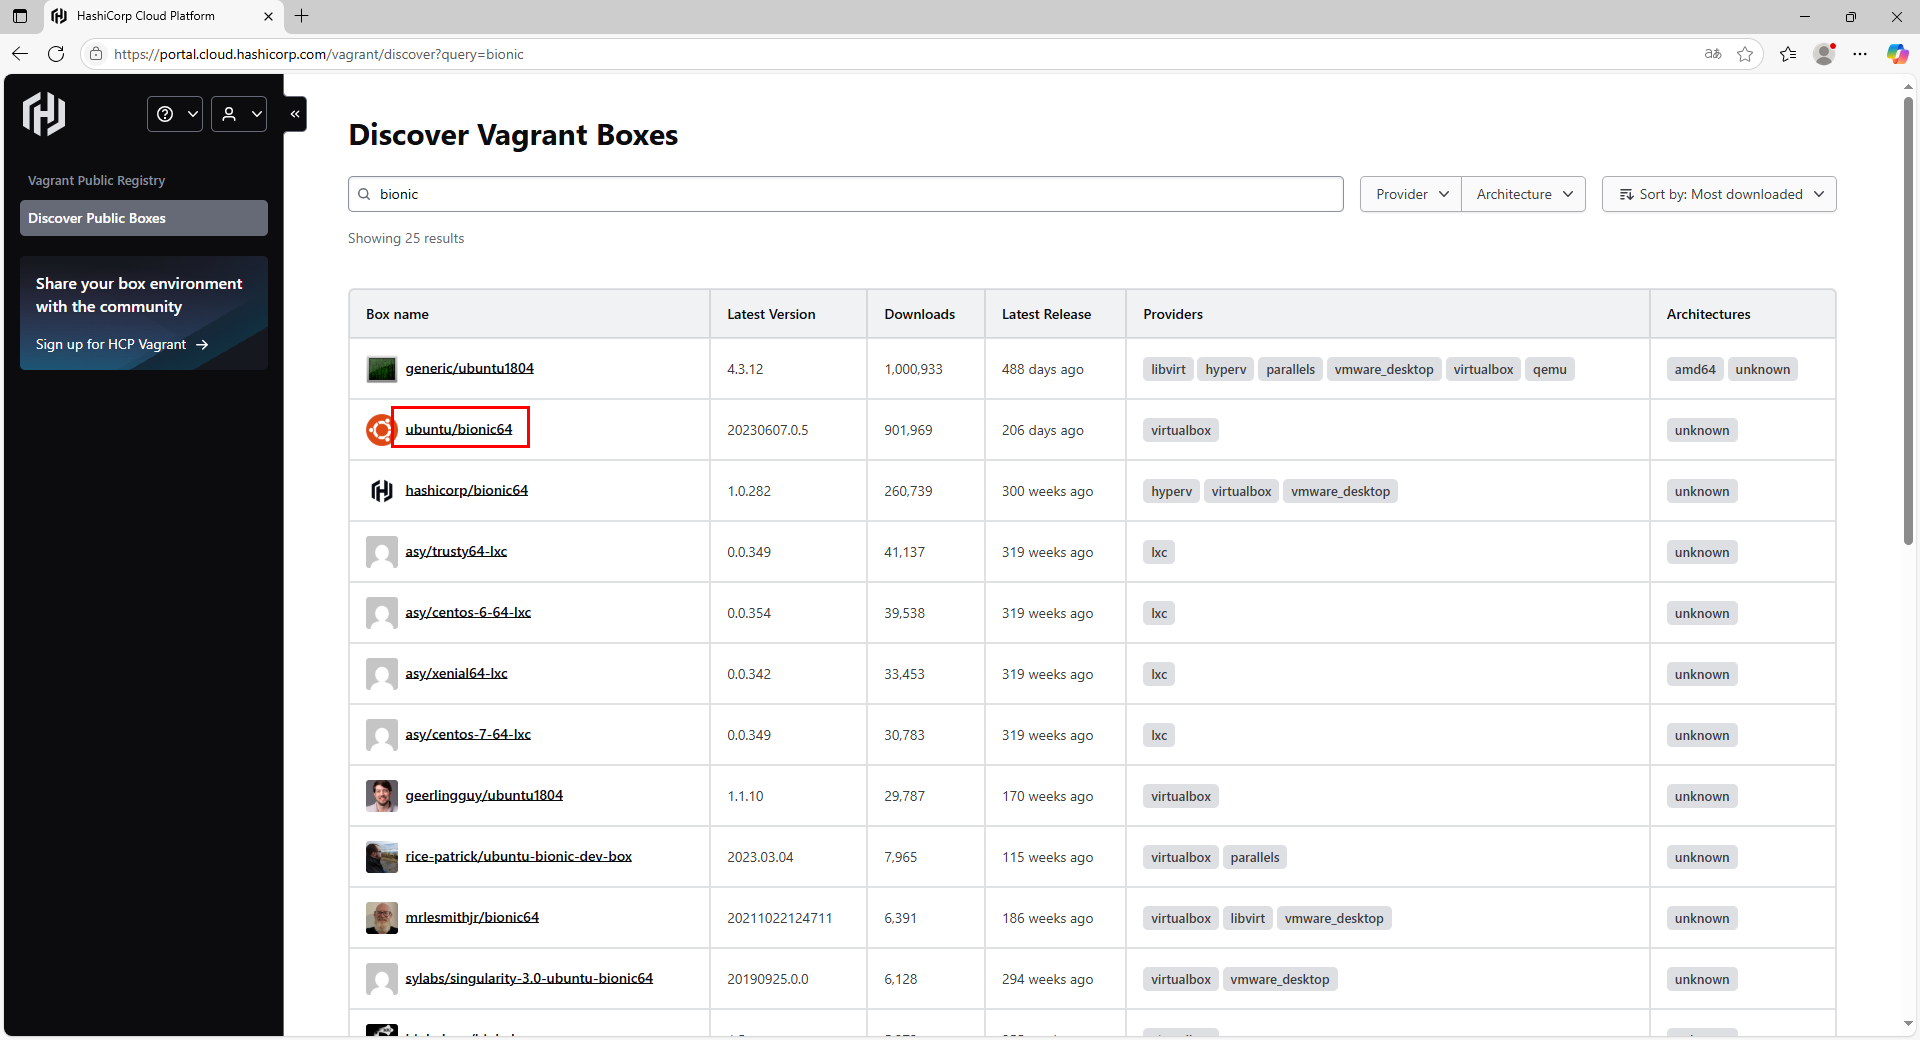 HashiCorp Cloud Platform
https://portal.cloud.hashicorp.com/vagrant/discover?query=bionic
Vagrant Public Registry
Discover Public Boxes
Share your box environment
with the community
Sign up for HCP Vagrant →
Discover Vagrant Boxes
bionic
Provider
Architecture
Sort by: Most downloaded
Showing 25 results
Box name Latest Version Downloads Latest Release Providers Architectures
generic/ubuntu1804 4.3.12 1,000,933 488 days ago libvirt hyperv parallels vmware_desktop virtualbox qemu amd64 unknown
ubuntu/bionic64 20230607.0.5 901,969 206 days ago virtualbox unknown
hashicorp/bionic64 1.0.282 260,739 300 weeks ago hyperv virtualbox vmware_desktop unknown
asy/trusty64-lxc 0.0.349 41,137 319 weeks ago lxc unknown
asy/centos-6-64-lxc 0.0.354 39,538 319 weeks ago lxc unknown
asy/xenial64-lxc 0.0.342 33,453 319 weeks ago lxc unknown
asy/centos-7-64-lxc 0.0.349 30,783 319 weeks ago lxc unknown
geerlingguy/ubuntu1804 1.1.10 29,787 170 weeks ago virtualbox unknown
rice-patrick/ubuntu-bionic-dev-box 2023.03.04 7,965 115 weeks ago virtualbox parallels unknown
mrlesmithjr/bionic64 20211022124711 6,391 186 weeks ago virtualbox libvirt vmware_desktop unknown
sylabs/singularity-3.0-ubuntu-bionic64 20190925.0.0 6,128 294 weeks ago virtualbox vmware_desktop unknown